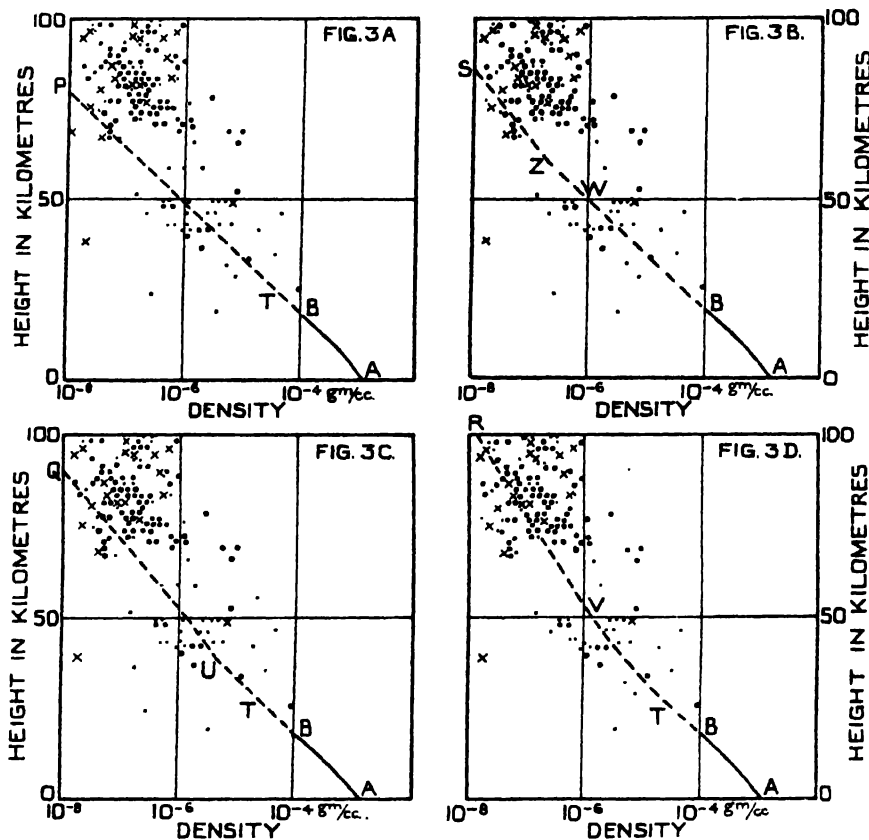 FIG. 3A
HEIGHT IN KILOMETRES
100
50
0
P
T
B
A
10⁻⁸ 10⁻⁶ 10⁻⁴ gm/cc.
DENSITY
FIG. 3B.
HEIGHT IN KILOMETRES
100
50
0
S
Z
W
B
A
10⁻⁸ 10⁻⁶ 10⁻⁴ gm/cc.
DENSITY
FIG. 3C.
HEIGHT IN KILOMETRES
100
50
0
Q
U
T
B
A
10⁻⁸ 10⁻⁶ 10⁻⁴ gm/cc..
DENSITY
FIG. 3D.
HEIGHT IN KILOMETRES
100
50
0
R
V
T
B
A
10⁻⁸ 10⁻⁶ 10⁻⁴ gm/cc
DENSITY